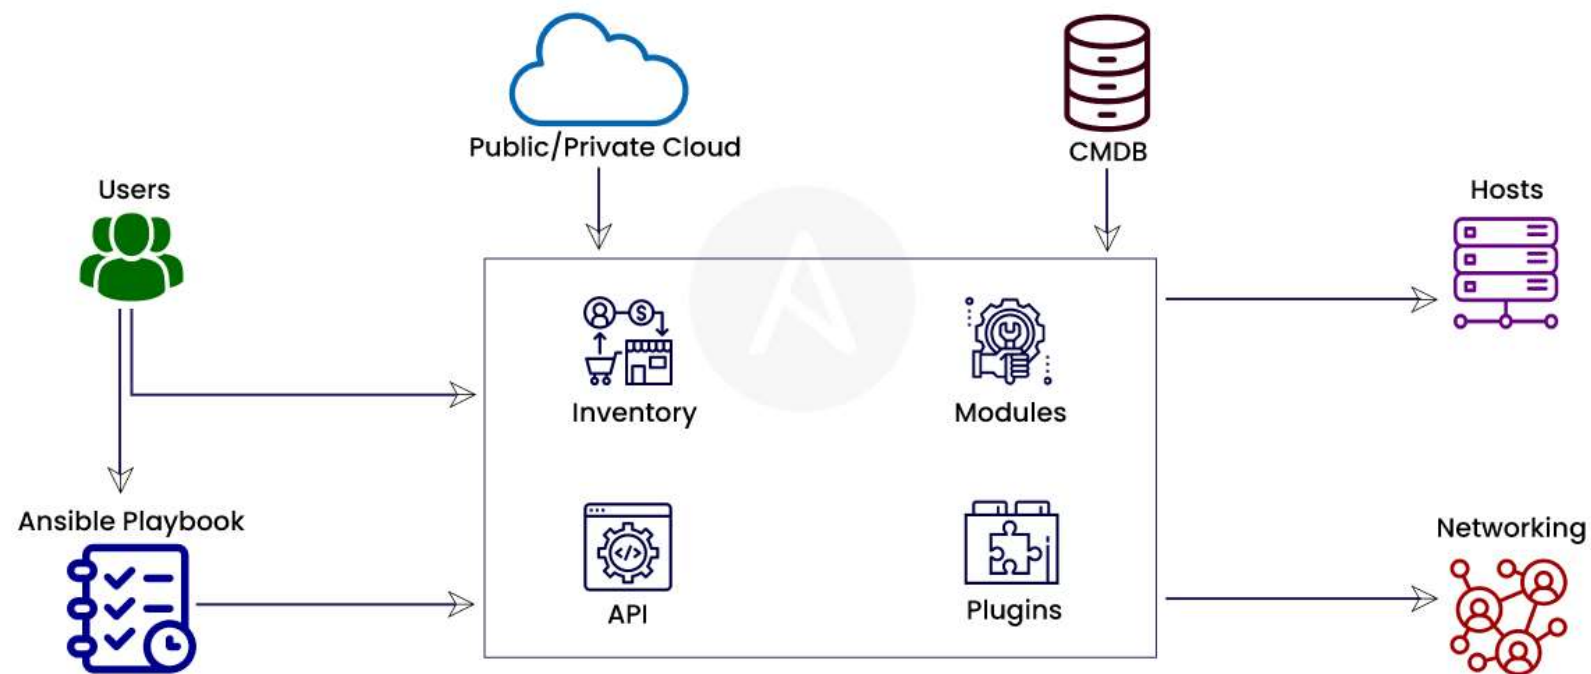 Public/Private Cloud
CMDB
Users
Hosts
Inventory
Modules
Ansible Playbook
Networking
API
Plugins